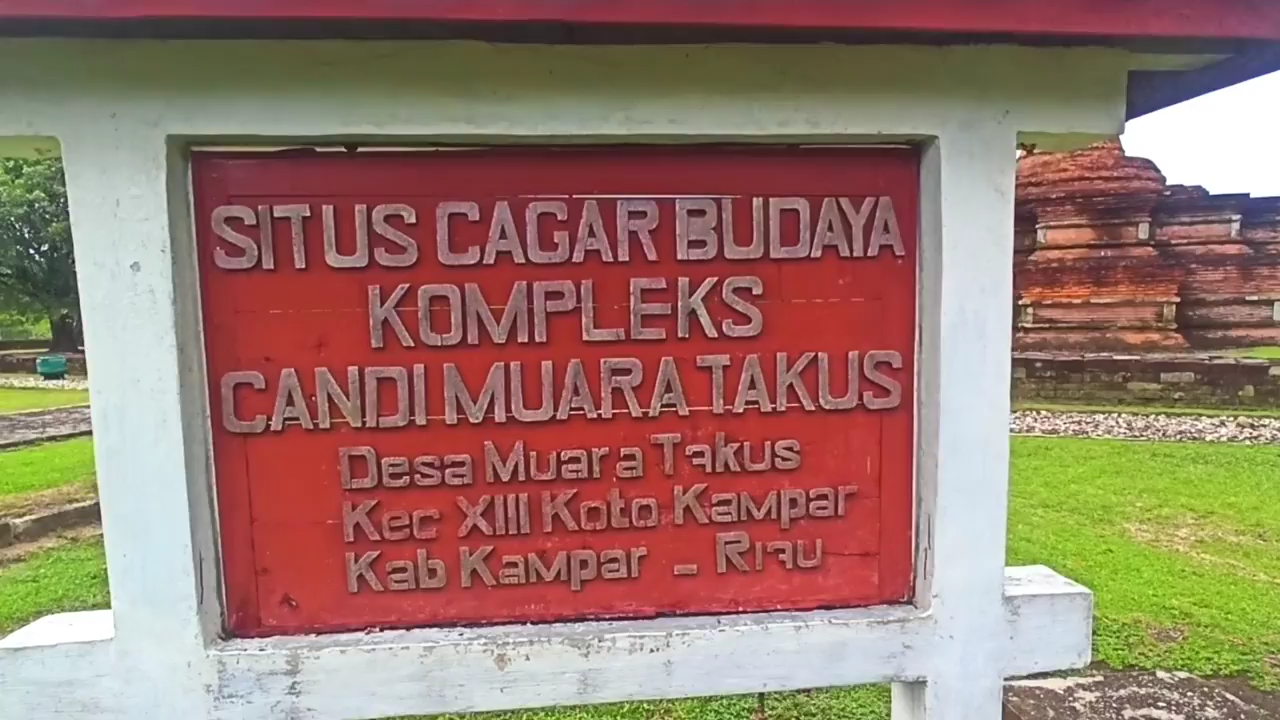 SITUS CAGAR BUDAYA
KOMPLEKS
CANDI MUARA TAKUS
Desa Muara Takus
Kec XIII Koto Kampar
Kab Kampar - Riau